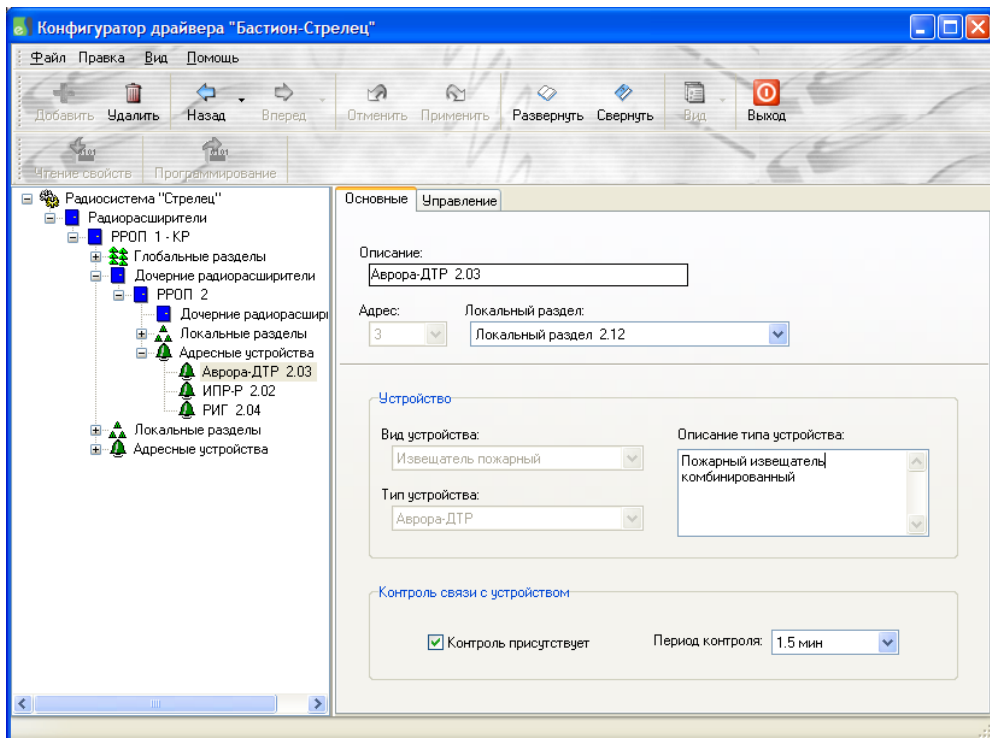 Конфигуратор драйвера "Бастион-Стрелец"
Файл Правка Вид Помощь
Добавить Удалить Назад Вперед Отменить Применить Развернуть Свернуть Вид Выход
Чтение свойств Программирование
Радиосистема "Стрелец"
Радиорасширители
РРОП 1 - КР
Глобальные разделы
Дочерние радиорасширители
РРОП 2
Дочерние радиорасшир
Локальные разделы
Адресные устройства
Аврора-ДТР 2.03
ИПР-Р 2.02
РИГ 2.04
Локальные разделы
Адресные устройства
Основные Управление
Описание:
Аврора-ДТР 2.03
Адрес: Локальный раздел:
3 Локальный раздел 2.12
Устройство
Вид устройства: Описание типа устройства:
Извещатель пожарный Пожарный извещатель
комбинированный
Тип устройства:
Аврора-ДТР
Контроль связи с устройством
Контроль присутствует Период контроля: 1.5 мин